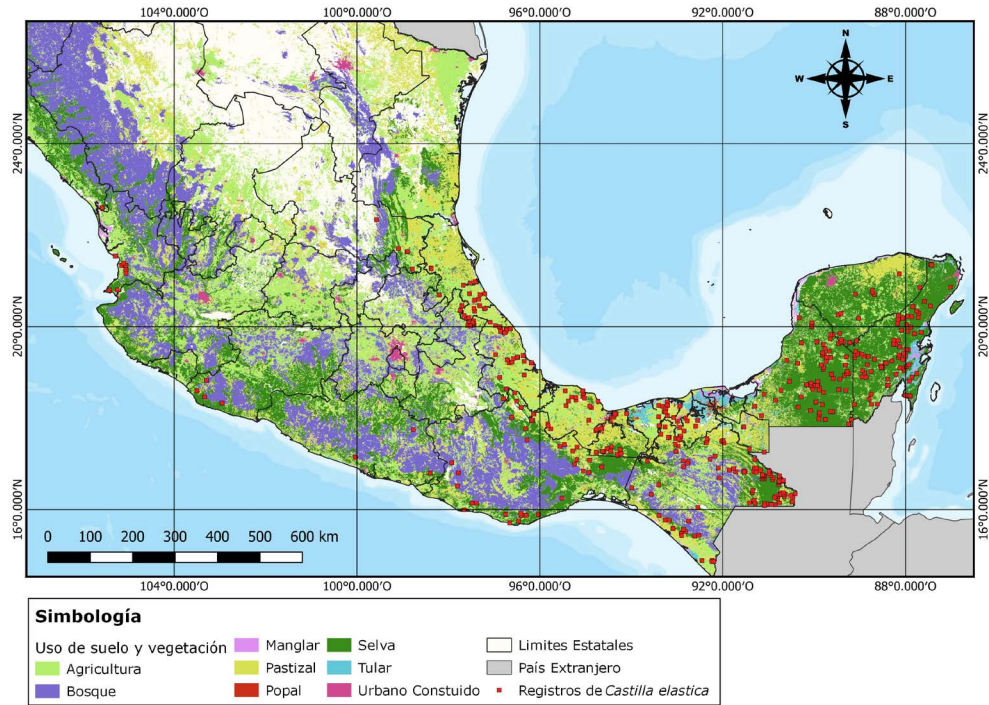 104°0.000'O 100°0.000'O 96°0.000'O 92°0.000'O 88°0.000'O
N
W E
S
24°0.000'N 24°0.000'N
20°0.000'N 20°0.000'N
16°0.000'N 16°0.000'N
0 100 200 300 400 500 600 km
104°0.000'O 100°0.000'O 96°0.000'O 92°0.000'O 88°0.000'O
Simbología
Uso de suelo y vegetación
Agricultura
Bosque
Manglar
Pastizal
Popal
Selva
Tular
Urbano Constuido
Limites Estatales
País Extranjero
Registros de Castilla elastica